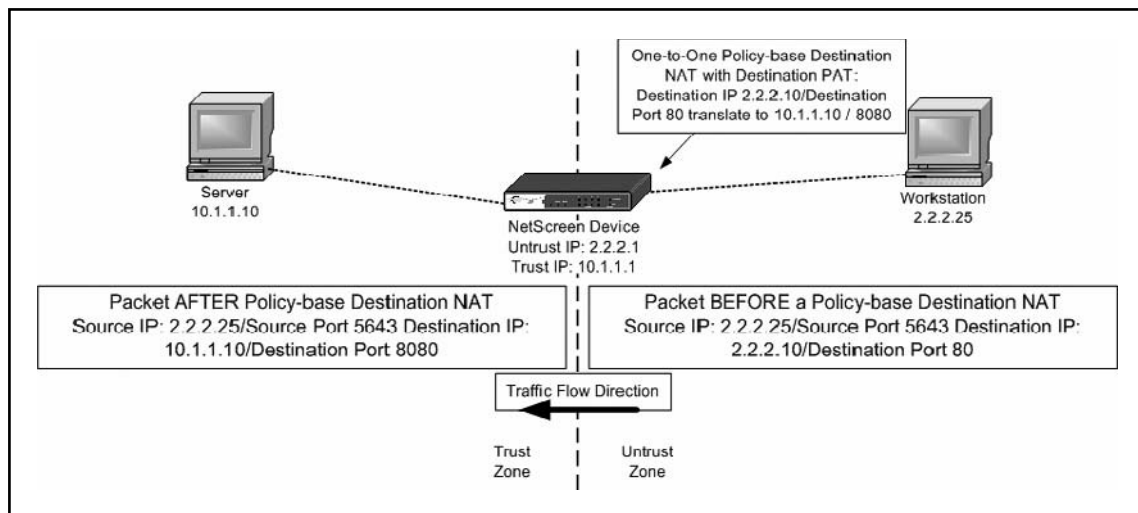 One-to-One Policy-base Destination
NAT with Destination PAT:
Destination IP 2.2.2.10/Destination
Port 80 translate to 10.1.1.10 / 8080
Server
10.1.1.10
Workstation
2.2.2.25
NetScreen Device
Untrust IP: 2.2.2.1
Trust IP: 10.1.1.1
Packet AFTER Policy-base Destination NAT
Source IP: 2.2.2.25/Source Port 5643 Destination IP:
10.1.1.10/Destination Port 8080
Packet BEFORE a Policy-base Destination NAT
Source IP: 2.2.2.25/Source Port 5643 Destination IP:
2.2.2.10/Destination Port 80
Traffic Flow Direction
Trust
Zone
Untrust
Zone